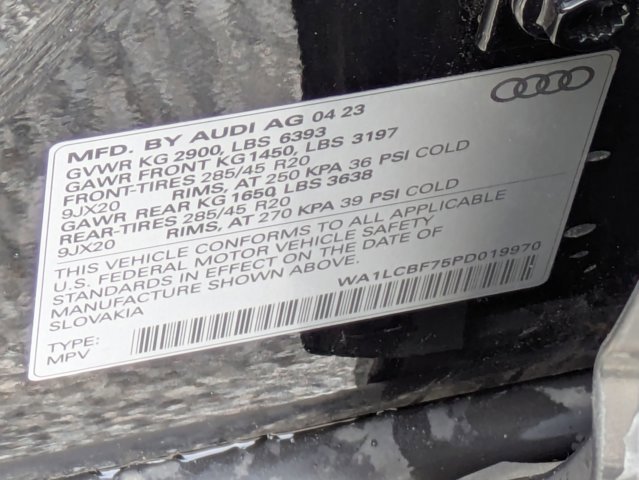 MFD. BY AUDI AG 04 23
GVWR KG 2900, LBS 6393
GAWR FRONT KG 1450, LBS 3197
FRONT-TIRES 285/45 R20
9JX20 RIMS, AT 250 KPA 36 PSI COLD
GAWR REAR KG 1650, LBS 3638
REAR-TIRES 285/45 R20
9JX20 RIMS, AT 270 KPA 39 PSI COLD
THIS VEHICLE CONFORMS TO ALL APPLICABLE
U.S. FEDERAL MOTOR VEHICLE SAFETY
STANDARDS IN EFFECT ON THE DATE OF
MANUFACTURE SHOWN ABOVE.
SLOVAKIA
WA1LCBF75PD019970
TYPE:
MPV